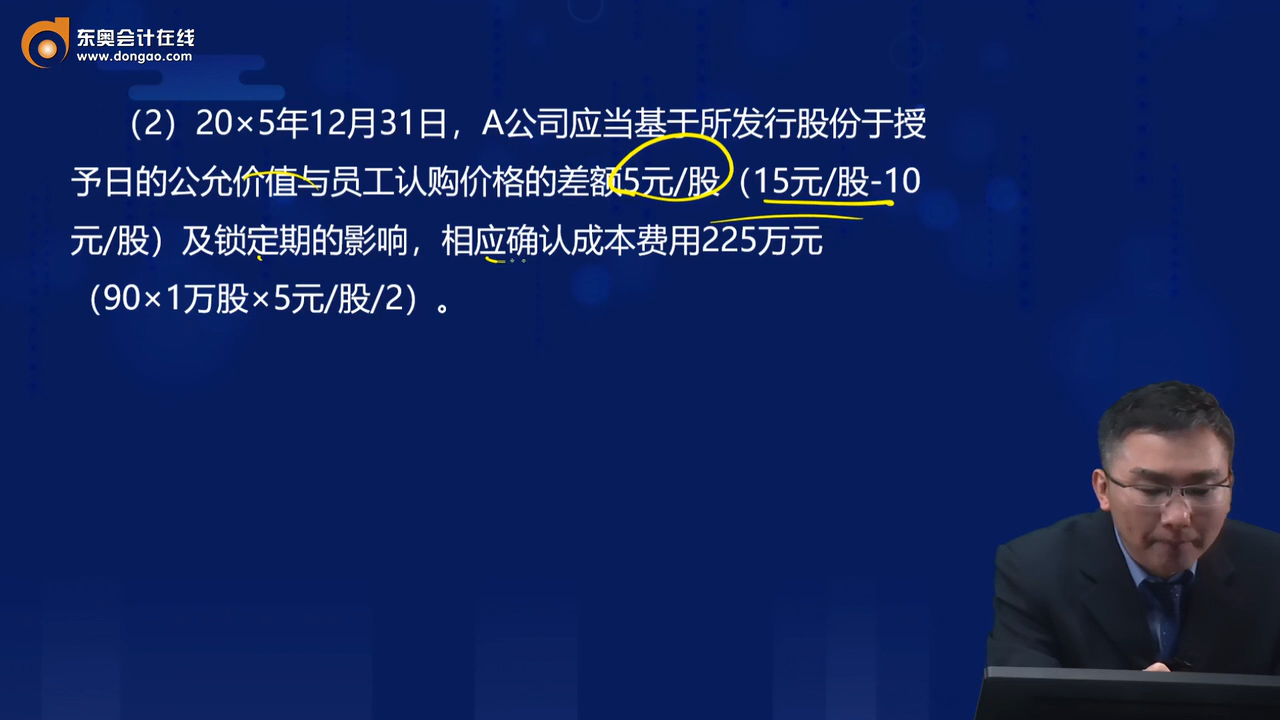 东奥会计在线
www.dongao.com
（2）20×5年12月31日，A公司应当基于所发行股份于授
予日的公允价值与员工认购价格的差额5元/股（15元/股-10
元/股）及锁定期的影响，相应确认成本费用225万元
（90×1万股×5元/股/2）。